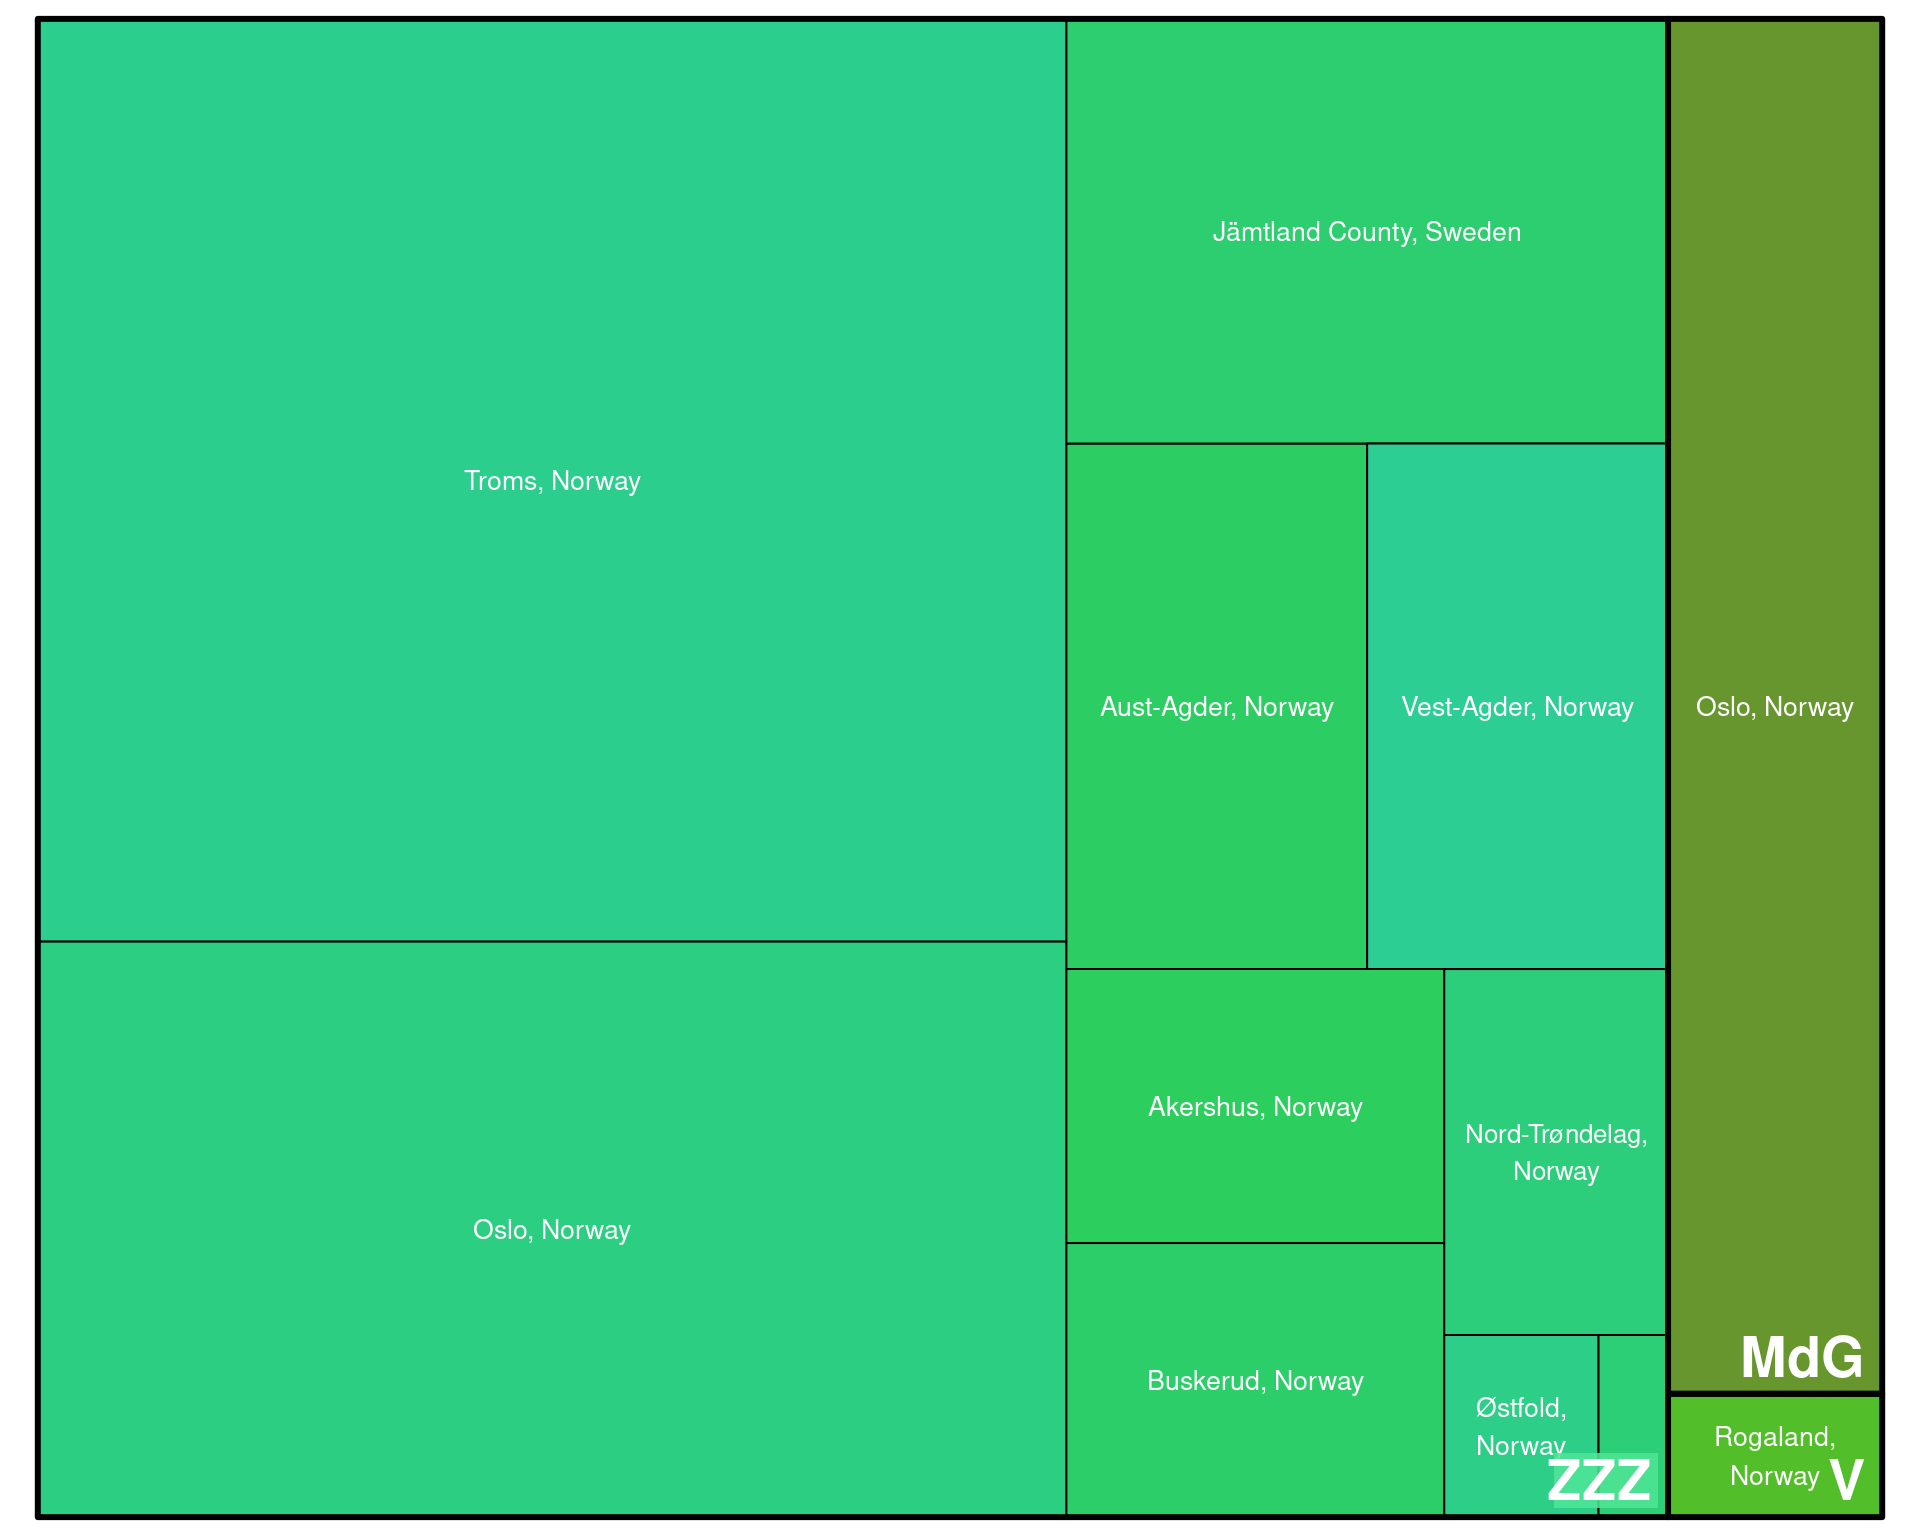 Troms, Norway
Oslo, Norway
Jämtland County, Sweden
Aust-Agder, Norway
Vest-Agder, Norway
Akershus, Norway
Buskerud, Norway
Nord-Trøndelag,
Norway
Østfold,
Norway
ZZZ
Oslo, Norway
MdG
Rogaland,
Norway
V